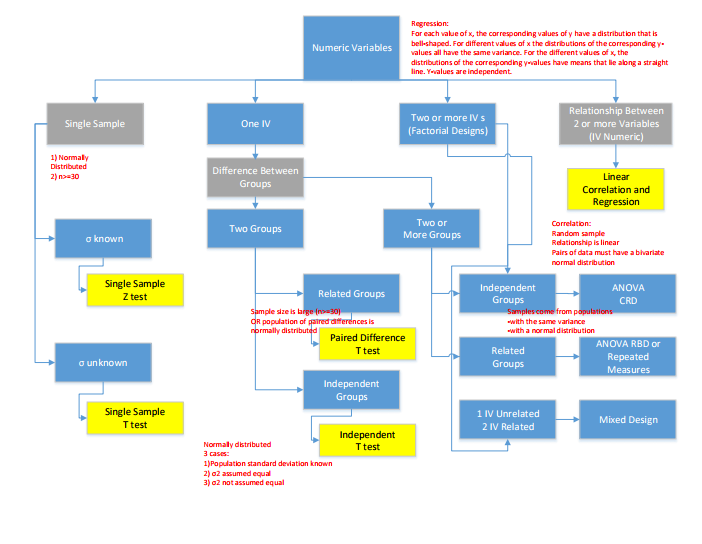 Numeric Variables
Regression:
For each value of x, the corresponding values of y have a distribution that is
bell-shaped. For different values of x the distributions of the corresponding y-
values all have the same variance. For the different values of x, the
distributions of the corresponding y-values have means that lie along a straight
line. Y-values are independent.
Single Sample
One IV
Two or more IV s
(Factorial Designs)
Relationship Between
2 or more Variables
(IV Numeric)
1) Normally
Distributed
2) n>=30
Difference Between
Groups
Linear
Correlation and
Regression
σ known
Two Groups
Two or
More Groups
Correlation:
Random sample
Relationship is linear
Pairs of data must have a bivariate
normal distribution
Single Sample
Z test
Related Groups
Independent
Groups
ANOVA
CRD
Sample size is large (n>=30)
OR population of paired differences is
normally distributed
Samples come from populations
•with the same variance
•with a normal distribution
Paired Difference
T test
σ unknown
Related
Groups
ANOVA RBD or
Repeated
Measures
Independent
Groups
Single Sample
T test
1 IV Unrelated
2 IV Related
Mixed Design
Independent
T test
Normally distributed
3 cases:
1)Population standard deviation known
2) σ2 assumed equal
3) σ2 not assumed equal